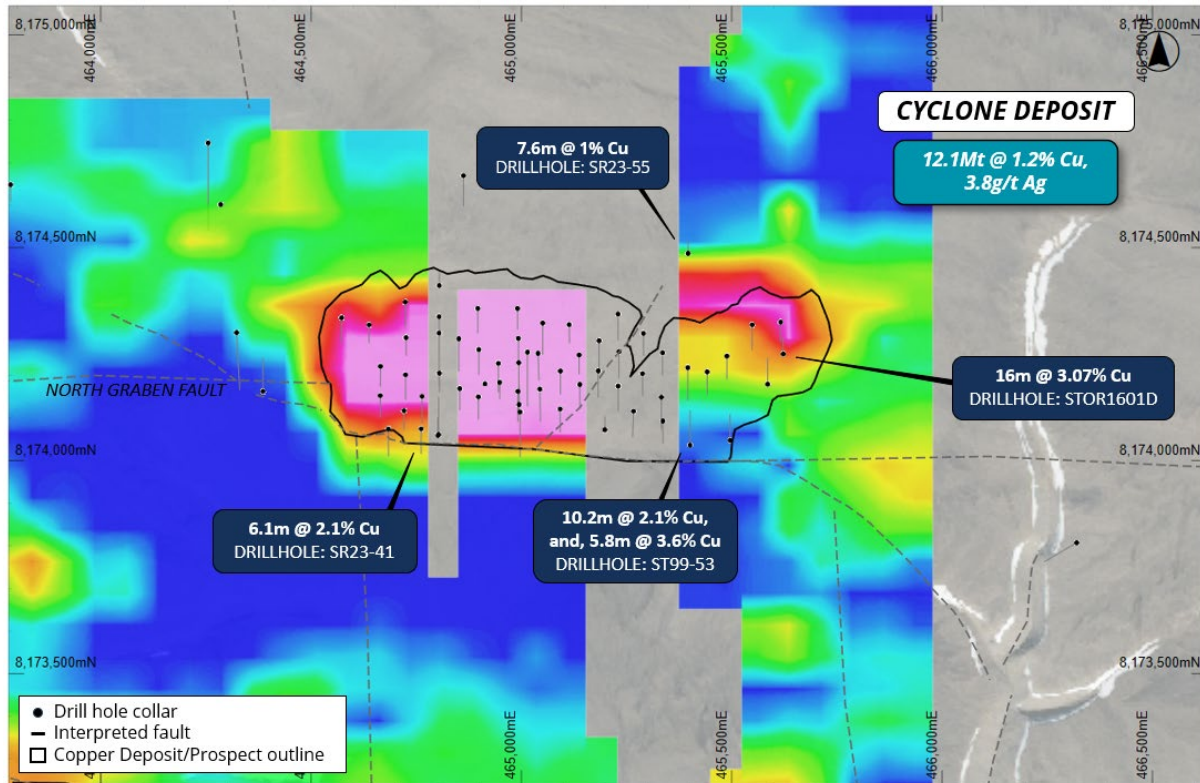 8,175,000mN
464,000mE
464,500mE
465,000mE
465,500mE
466,000mE
466,500mE
8,175,000mN
CYCLONE DEPOSIT
12.1Mt @ 1.2% Cu,
3.8g/t Ag
7.6m @ 1% Cu
DRILLHOLE: SR23-55
8,174,500mN
8,174,500mN
NORTH GRABEN FAULT
16m @ 3.07% Cu
DRILLHOLE: STOR1601D
8,174,000mN
8,174,000mN
6.1m @ 2.1% Cu
DRILLHOLE: SR23-41
10.2m @ 2.1% Cu,
and, 5.8m @ 3.6% Cu
DRILLHOLE: ST99-53
8,173,500mN
8,173,500mN
Drill hole collar
Interpreted fault
Copper Deposit/Prospect outline
465,000mE
465,500mE
466,000mE
466,500mE